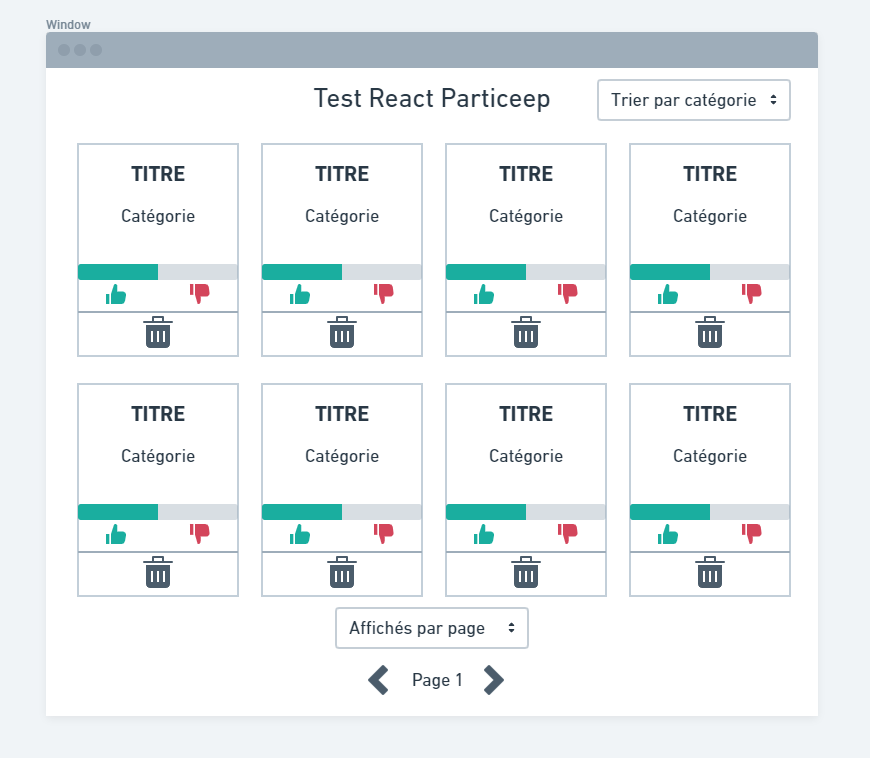 Window
Test React Particeep
Trier par catégorie
TITRE TITRE TITRE TITRE
Catégorie Catégorie Catégorie Catégorie
TITRE TITRE TITRE TITRE
Catégorie Catégorie Catégorie Catégorie
Affichés par page
Page 1